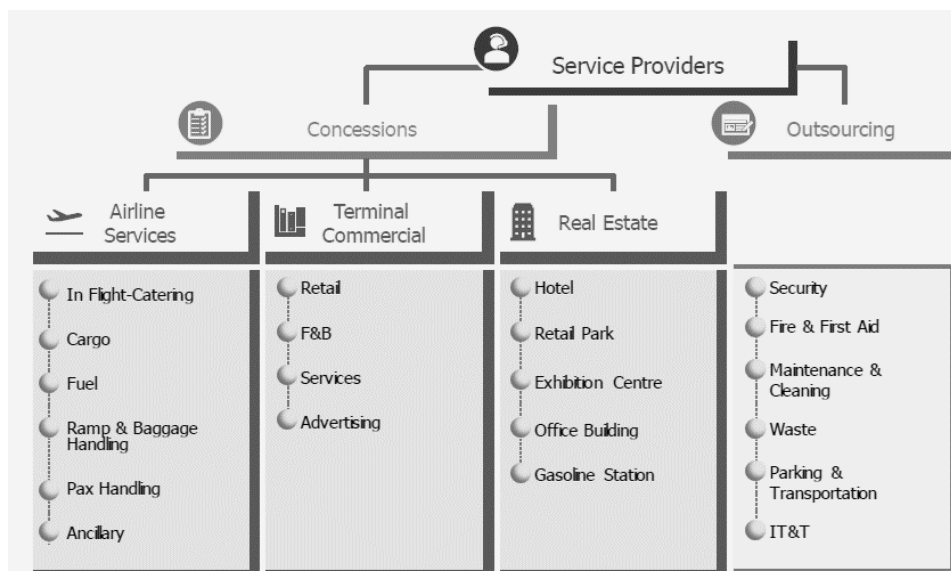 Service Providers
Concessions
Outsourcing
Airline
Services
Terminal
Commercial
Real Estate
In Flight-Catering
Cargo
Fuel
Ramp & Baggage
Handling
Pax Handling
Ancillary
Retail
F&B
Services
Advertising
Hotel
Retail Park
Exhibition Centre
Office Building
Gasoline Station
Security
Fire & First Aid
Maintenance &
Cleaning
Waste
Parking &
Transportation
IT&T